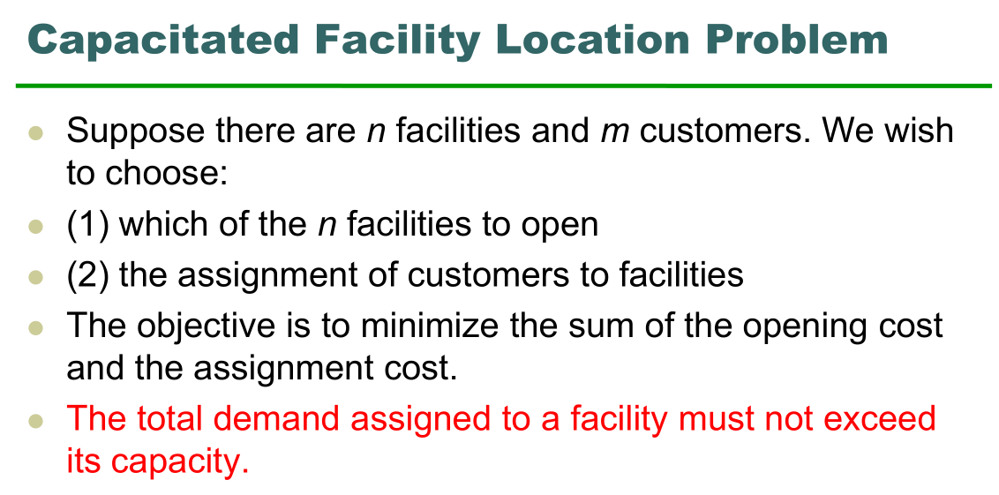 Capacitated Facility Location Problem
Suppose there are n facilities and m customers. We wish
to choose:
(1) which of the n facilities to open
(2) the assignment of customers to facilities
The objective is to minimize the sum of the opening cost
and the assignment cost.
The total demand assigned to a facility must not exceed
its capacity.